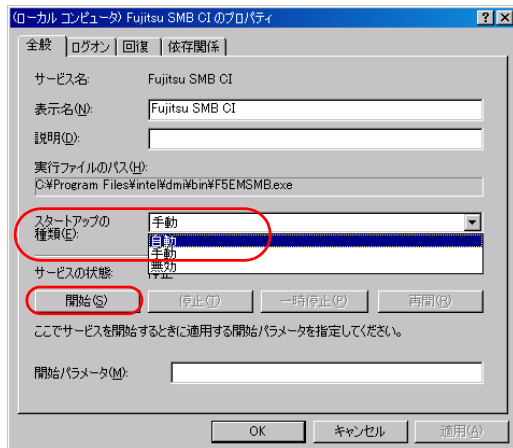 (ローカル コンピュータ) Fujitsu SMB CI のプロパティ
全般 ログオン 回復 依存関係
サービス名: Fujitsu SMB CI
表示名(N): Fujitsu SMB CI
説明(D):
実行ファイルのパス(H):
C:¥Program Files¥intel¥dmi¥bin¥F5EMSMB.exe
スタートアップの種類(E): 手動
自動
手動
無効
サービスの状態: 停止
開始(S) 停止(T) 一時停止(P) 再開(R)
ここでサービスを開始するときに適用する開始パラメータを指定してください。
開始パラメータ(M):
OK キャンセル 適用(A)